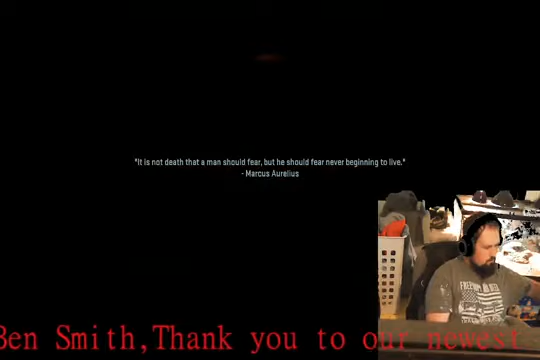 "It is not death that a man should fear, but he should fear never beginning to live."
- Marcus Aurelius
Ben Smith,Thank you to our newest